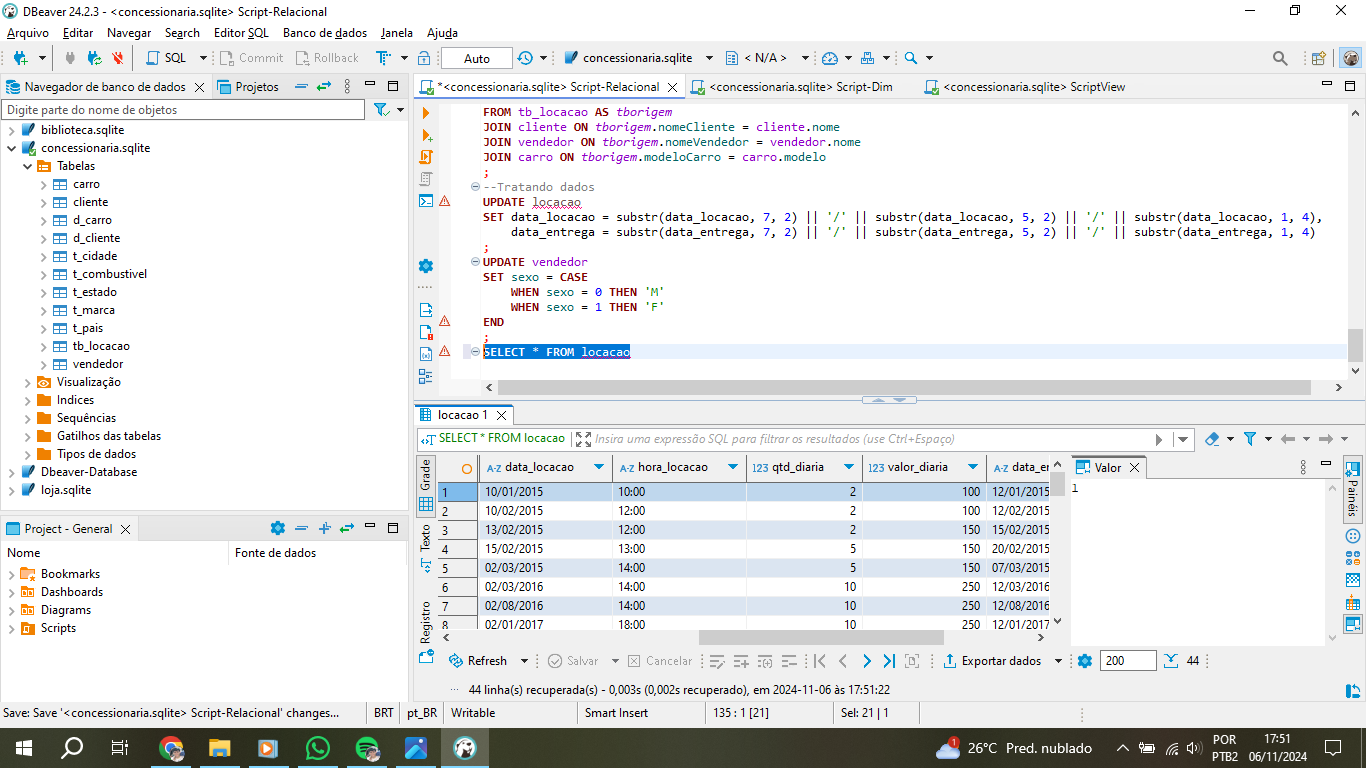 DBeaver 24.2.3 - <concessionaria.sqlite> Script-Relacional
Arquivo Editar Navegar Search Editor SQL Banco de dados Janela Ajuda
SQL Commit Rollback Auto concessionaria.sqlite < N/A >
Navegador de banco de dados Projetos
Digite parte do nome de objetos
biblioteca.sqlite
concessionaria.sqlite
Tabelas
carro
cliente
d_carro
d_cliente
t_cidade
t_combustivel
t_estado
t_marca
t_pais
tb_locacao
vendedor
Visualização
Indices
Sequências
Gatilhos das tabelas
Tipos de dados
Dbeaver-Database
loja.sqlite
Project - General
Nome Fonte de dados
Bookmarks
Dashboards
Diagrams
Scripts
*<concessionaria.sqlite> Script-Relacional <concessionaria.sqlite> Script-Dim <concessionaria.sqlite> ScriptView
FROM tb_locacao AS tborigem
JOIN cliente ON tborigem.nomeCliente = cliente.nome
JOIN vendedor ON tborigem.nomeVendedor = vendedor.nome
JOIN carro ON tborigem.modeloCarro = carro.modelo
;
--Tratando dados
UPDATE locacao
SET data_locacao = substr(data_locacao, 7, 2) || '/' || substr(data_locacao, 5, 2) || '/' || substr(data_locacao, 1, 4),
data_entrega = substr(data_entrega, 7, 2) || '/' || substr(data_entrega, 5, 2) || '/' || substr(data_entrega, 1, 4)
;
UPDATE vendedor
SET sexo = CASE
WHEN sexo = 0 THEN 'M'
WHEN sexo = 1 THEN 'F'
END
;
SELECT * FROM locacao
locacao 1
SELECT * FROM locacao Insira uma expressão SQL para filtrar os resultados (use Ctrl+Espaço)
Grade
Texto
Registro
A-Z data_locacao A-Z hora_locacao 123 qtd_diaria 123 valor_diaria A-Z data_er
1 10/01/2015 10:00 2 100 12/01/2015
2 10/02/2015 12:00 2 100 12/02/2015
3 13/02/2015 12:00 2 150 15/02/2015
4 15/02/2015 13:00 5 150 20/02/2015
5 02/03/2015 14:00 5 150 07/03/2015
6 02/03/2016 14:00 10 250 12/03/2016
7 02/08/2016 14:00 10 250 12/08/2016
8 02/01/2017 18:00 10 250 12/01/2017
Valor
1
Painéis
Refresh Salvar Cancelar Exportar dados 200 44
44 linha(s) recuperada(s) - 0,003s (0,002s recuperado), em 2024-11-06 às 17:51:22
Save: Save '<concessionaria.sqlite> Script-Relacional' changes... BRT pt_BR Writable Smart Insert 135 : 1 [21] Sel: 21 | 1
1 26°C Pred. nublado POR 17:51
PTB2 06/11/2024